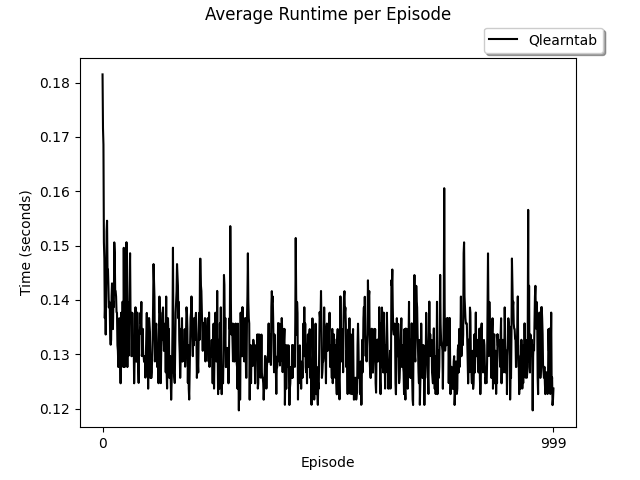 Average Runtime per Episode
Qlearntab
0.18
0.17
0.16
0.15
0.14
0.13
0.12
Time (seconds)
0
999
Episode